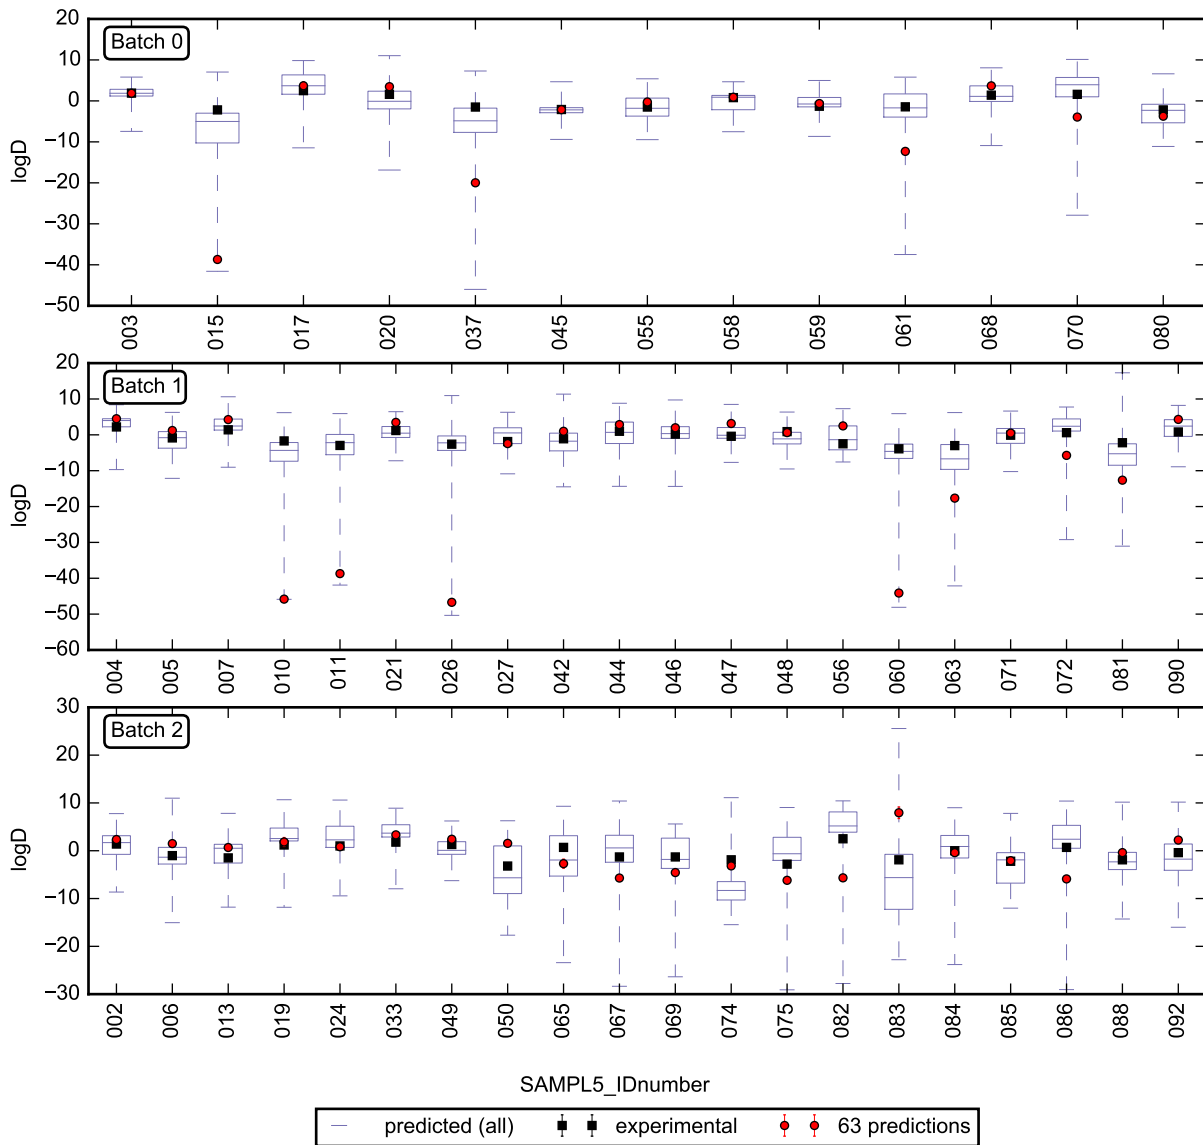 Batch 0
20
10
0
−10
−20
−30
−40
−50
logD
003 015 017 020 037 045 055 058 059 061 068 070 080
Batch 1
20
10
0
−10
−20
−30
−40
−50
−60
logD
004 005 007 010 011 021 026 027 042 044 046 047 048 056 060 063 071 072 081 090
Batch 2
30
20
10
0
−10
−20
−30
logD
002 006 013 019 024 033 049 050 065 067 069 074 075 082 083 084 085 086 088 092
SAMPL5_IDnumber
predicted (all) experimental 63 predictions